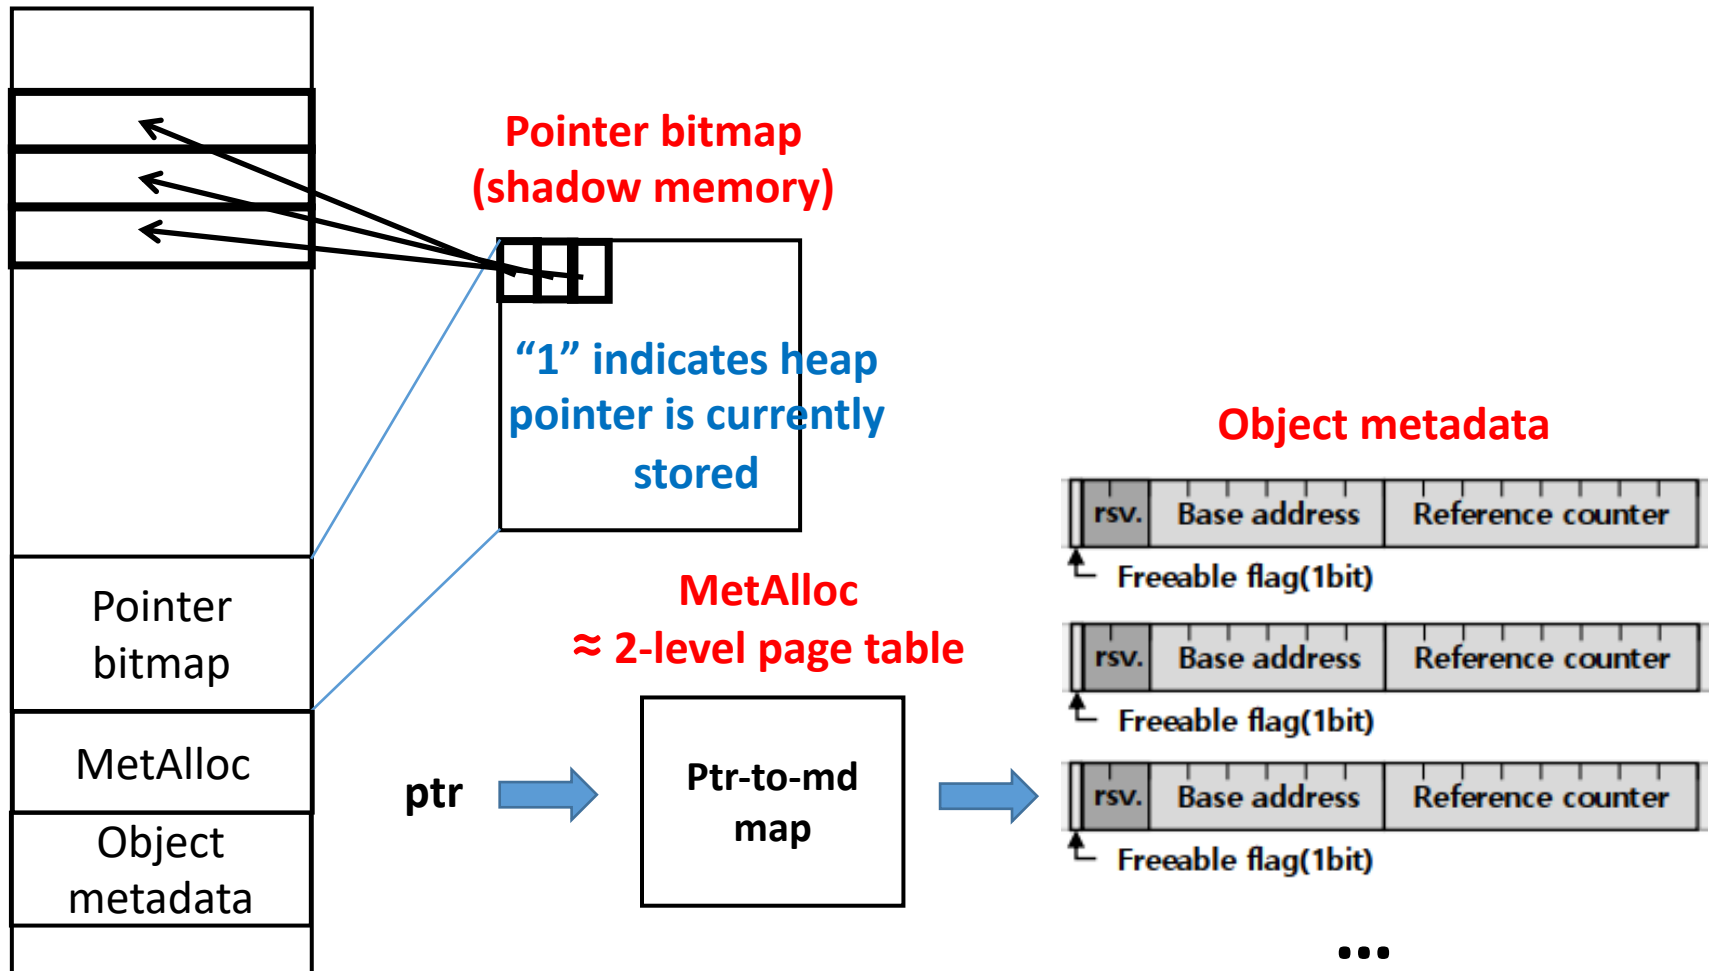 Pointer bitmap
(shadow memory)
“1” indicates heap
pointer is currently
stored
Pointer
bitmap
MetAlloc
Object
metadata
MetAlloc
≈ 2-level page table
ptr
Ptr-to-md
map
Object metadata
rsv. Base address Reference counter
Freeable flag(1bit)
rsv. Base address Reference counter
Freeable flag(1bit)
rsv. Base address Reference counter
Freeable flag(1bit)
...